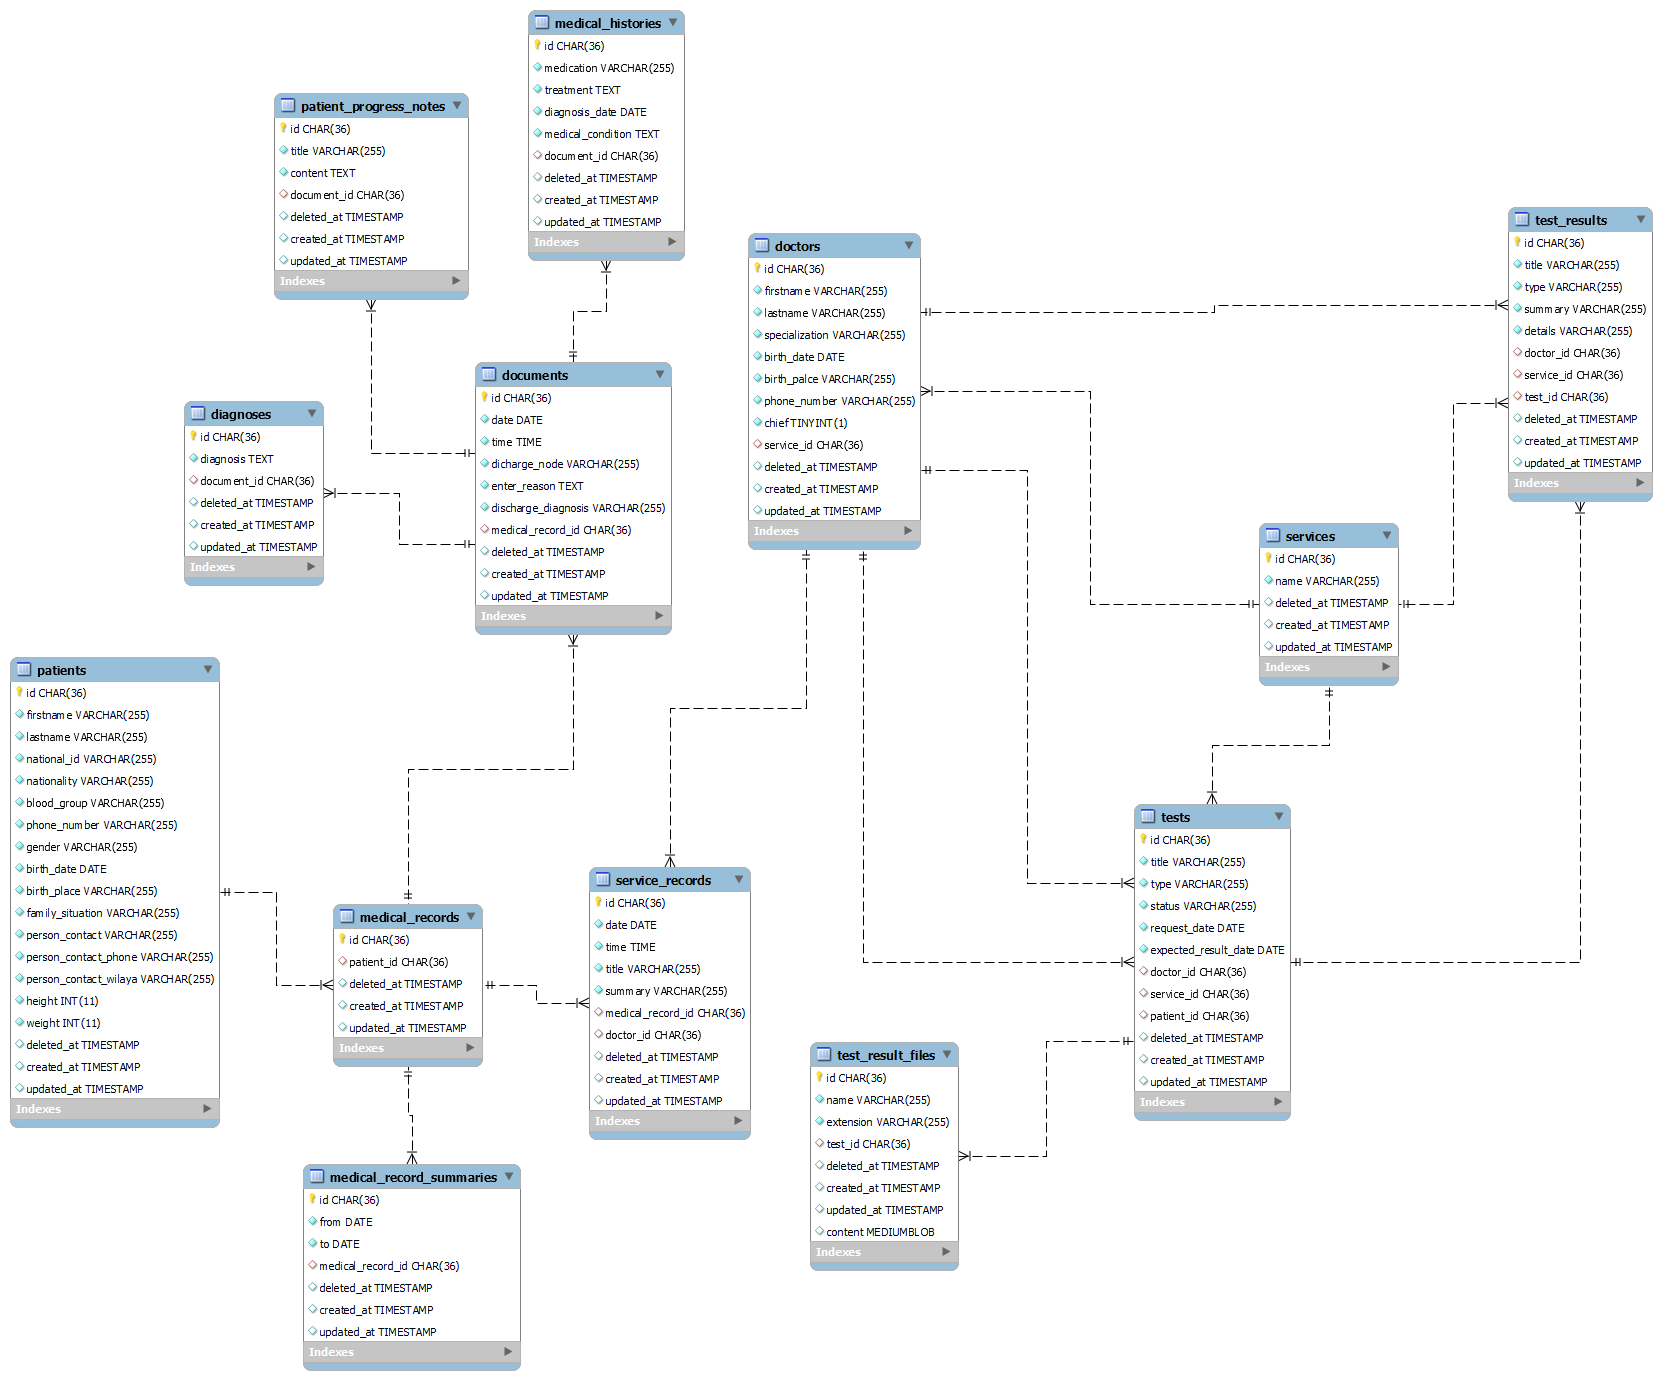 medical_histories
id CHAR(36)
medication VARCHAR(255)
treatment TEXT
diagnosis_date DATE
medical_condition TEXT
document_id CHAR(36)
deleted_at TIMESTAMP
created_at TIMESTAMP
updated_at TIMESTAMP
Indexes
patient_progress_notes
id CHAR(36)
title VARCHAR(255)
content TEXT
document_id CHAR(36)
deleted_at TIMESTAMP
created_at TIMESTAMP
updated_at TIMESTAMP
Indexes
test_results
id CHAR(36)
title VARCHAR(255)
type VARCHAR(255)
summary VARCHAR(255)
details VARCHAR(255)
doctor_id CHAR(36)
service_id CHAR(36)
test_id CHAR(36)
deleted_at TIMESTAMP
created_at TIMESTAMP
updated_at TIMESTAMP
Indexes
doctors
id CHAR(36)
firstname VARCHAR(255)
lastname VARCHAR(255)
specialization VARCHAR(255)
birth_date DATE
birth_palce VARCHAR(255)
phone_number VARCHAR(255)
chief TINYINT(1)
service_id CHAR(36)
deleted_at TIMESTAMP
created_at TIMESTAMP
updated_at TIMESTAMP
Indexes
documents
id CHAR(36)
date DATE
time TIME
dicharge_node VARCHAR(255)
enter_reason TEXT
discharge_diagnosis VARCHAR(255)
medical_record_id CHAR(36)
deleted_at TIMESTAMP
created_at TIMESTAMP
updated_at TIMESTAMP
Indexes
diagnoses
id CHAR(36)
diagnosis TEXT
document_id CHAR(36)
deleted_at TIMESTAMP
created_at TIMESTAMP
updated_at TIMESTAMP
Indexes
services
id CHAR(36)
name VARCHAR(255)
deleted_at TIMESTAMP
created_at TIMESTAMP
updated_at TIMESTAMP
Indexes
patients
id CHAR(36)
firstname VARCHAR(255)
lastname VARCHAR(255)
national_id VARCHAR(255)
nationality VARCHAR(255)
blood_group VARCHAR(255)
phone_number VARCHAR(255)
gender VARCHAR(255)
birth_date DATE
birth_place VARCHAR(255)
family_situation VARCHAR(255)
person_contact VARCHAR(255)
person_contact_phone VARCHAR(255)
person_contact_wilaya VARCHAR(255)
height INT(11)
weight INT(11)
deleted_at TIMESTAMP
created_at TIMESTAMP
updated_at TIMESTAMP
Indexes
tests
id CHAR(36)
title VARCHAR(255)
type VARCHAR(255)
status VARCHAR(255)
request_date DATE
expected_result_date DATE
doctor_id CHAR(36)
service_id CHAR(36)
patient_id CHAR(36)
deleted_at TIMESTAMP
created_at TIMESTAMP
updated_at TIMESTAMP
Indexes
service_records
id CHAR(36)
date DATE
time TIME
title VARCHAR(255)
summary VARCHAR(255)
medical_record_id CHAR(36)
doctor_id CHAR(36)
deleted_at TIMESTAMP
created_at TIMESTAMP
updated_at TIMESTAMP
Indexes
medical_records
id CHAR(36)
patient_id CHAR(36)
deleted_at TIMESTAMP
created_at TIMESTAMP
updated_at TIMESTAMP
Indexes
test_result_files
id CHAR(36)
name VARCHAR(255)
extension VARCHAR(255)
test_id CHAR(36)
deleted_at TIMESTAMP
created_at TIMESTAMP
updated_at TIMESTAMP
content MEDIUMBLOB
Indexes
medical_record_summaries
id CHAR(36)
from DATE
to DATE
medical_record_id CHAR(36)
deleted_at TIMESTAMP
created_at TIMESTAMP
updated_at TIMESTAMP
Indexes